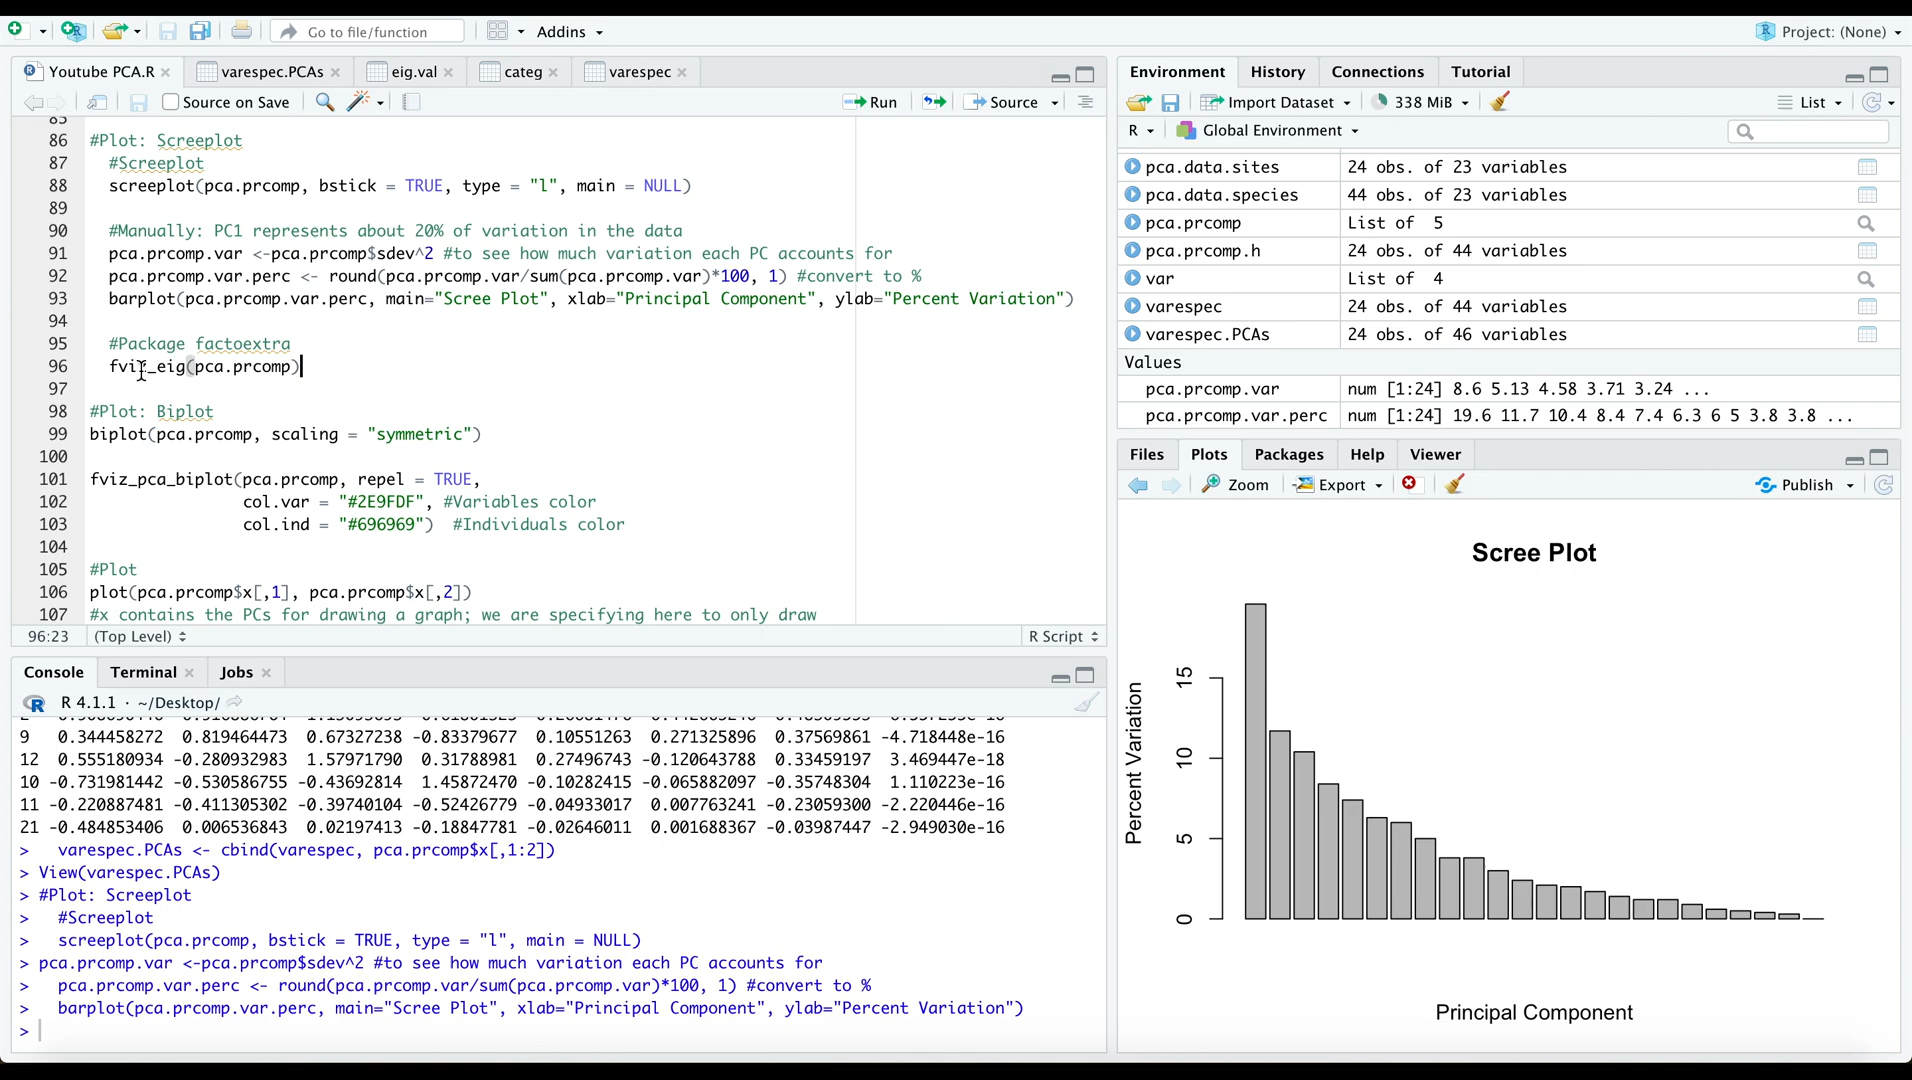 Go to file/function
Addins
Project: (None)
Youtube PCA.R
varespec.PCAs
eig.val
categ
varespec
Source on Save
Run
Source
85
86 #Plot: Screeplot
87 #Screeplot
88 screeplot(pca.prcomp, bstick = TRUE, type = "l", main = NULL)
89
90 #Manually: PC1 represents about 20% of variation in the data
91 pca.prcomp.var <-pca.prcomp$sdev^2 #to see how much variation each PC accounts for
92 pca.prcomp.var.perc <- round(pca.prcomp.var/sum(pca.prcomp.var)*100, 1) #convert to %
93 barplot(pca.prcomp.var.perc, main="Scree Plot", xlab="Principal Component", ylab="Percent Variation")
94
95 #Package factoextra
96 fviz_eig(pca.prcomp)
97
98 #Plot: Biplot
99 biplot(pca.prcomp, scaling = "symmetric")
100
101 fviz_pca_biplot(pca.prcomp, repel = TRUE,
102 col.var = "#2E9FDF", #Variables color
103 col.ind = "#696969") #Individuals color
104
105 #Plot
106 plot(pca.prcomp$x[,1], pca.prcomp$x[,2])
107 #x contains the PCs for drawing a graph; we are specifying here to only draw
96:23 (Top Level) R Script
Console Terminal Jobs
R 4.1.1 · ~/Desktop/
9 0.344458272 0.819464473 0.67327238 -0.83379677 0.10551263 0.271325896 0.37569861 -4.718448e-16
12 0.555180934 -0.280932983 1.57971790 0.31788981 0.27496743 -0.120643788 0.33459197 3.469447e-18
10 -0.731981442 -0.530586755 -0.43692814 1.45872470 -0.10282415 -0.065882097 -0.35748304 1.110223e-16
11 -0.220887481 -0.411305302 -0.39740104 -0.52426779 -0.04933017 0.007763241 -0.23059300 -2.220446e-16
21 -0.484853406 0.006536843 0.02197413 -0.18847781 -0.02646011 0.001688367 -0.03987447 -2.949030e-16
> varespec.PCAs <- cbind(varespec, pca.prcomp$x[,1:2])
> View(varespec.PCAs)
> #Plot: Screeplot
> #Screeplot
> screeplot(pca.prcomp, bstick = TRUE, type = "l", main = NULL)
> pca.prcomp.var <-pca.prcomp$sdev^2 #to see how much variation each PC accounts for
> pca.prcomp.var.perc <- round(pca.prcomp.var/sum(pca.prcomp.var)*100, 1) #convert to %
> barplot(pca.prcomp.var.perc, main="Scree Plot", xlab="Principal Component", ylab="Percent Variation")
>
Environment History Connections Tutorial
Import Dataset 338 MiB List
R Global Environment
pca.data.sites 24 obs. of 23 variables
pca.data.species 44 obs. of 23 variables
pca.prcomp List of 5
pca.prcomp.h 24 obs. of 44 variables
var List of 4
varespec 24 obs. of 44 variables
varespec.PCAs 24 obs. of 46 variables
Values
pca.prcomp.var num [1:24] 8.6 5.13 4.58 3.71 3.24 ...
pca.prcomp.var.perc num [1:24] 19.6 11.7 10.4 8.4 7.4 6.3 6 5 3.8 3.8 ...
Files Plots Packages Help Viewer
Zoom Export Publish
Scree Plot
Percent Variation
15
10
5
0
Principal Component